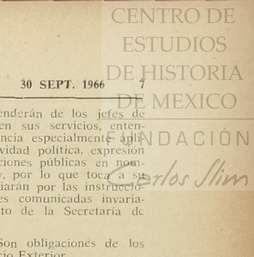 CENTRO DE
ESTUDIOS
DE HISTORIA
DE MEXICO
FUNDACIÓN
Carlos Slim
30 SEPT. 1966 7
enderán de los jefes de
en sus servicios, enten-
ncia especialmente apli-
vidad política, expresión
ciones públicas en nom-
, por lo que toca a su
iarán por las instruccio-
es comunicadas invaria-
to de la Secretaría de
Son obligaciones de los
cio Exterior